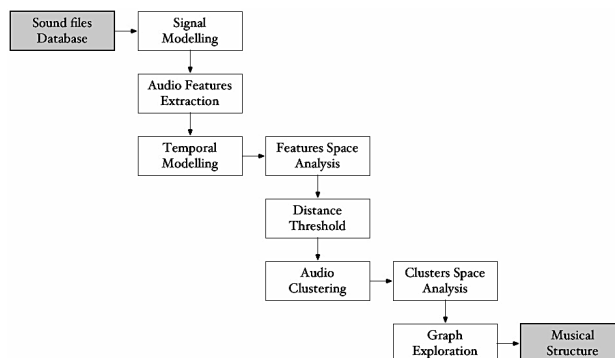 Sound files
Database
Signal
Modelling
Audio Features
Extraction
Temporal
Modelling
Features Space
Analysis
Distance
Threshold
Audio
Clustering
Clusters Space
Analysis
Graph
Exploration
Musical
Structure